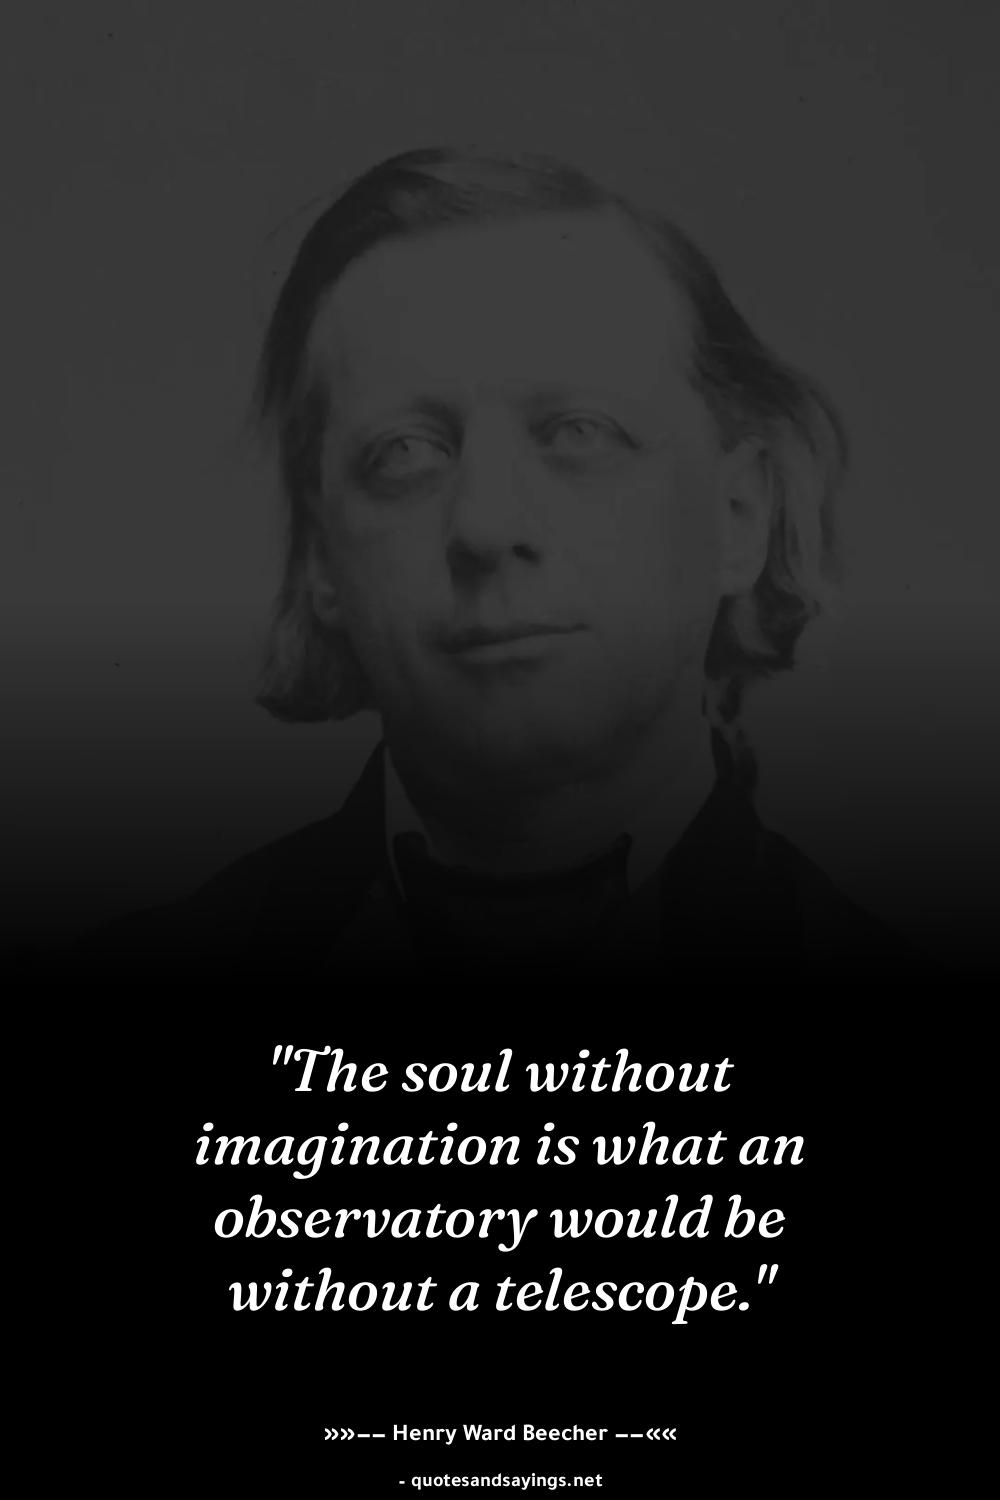 "The soul without
imagination is what an
observatory would be
without a telescope."
»»–– Henry Ward Beecher ––««
- quotesandsayings.net